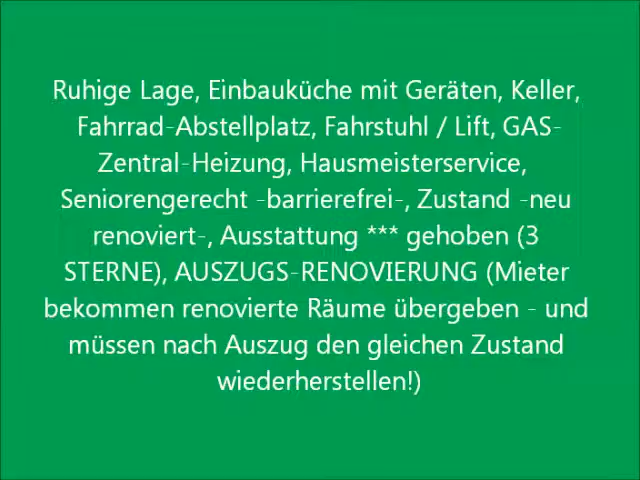 Ruhige Lage, Einbauküche mit Geräten, Keller,
Fahrrad-Abstellplatz, Fahrstuhl / Lift, GAS-
Zentral-Heizung, Hausmeisterservice,
Seniorengerecht -barrierefrei-, Zustand -neu
renoviert-, Ausstattung *** gehoben (3
STERNE), AUSZUGS-RENOVIERUNG (Mieter
bekommen renovierte Räume übergeben - und
müssen nach Auszug den gleichen Zustand
wiederherstellen!)